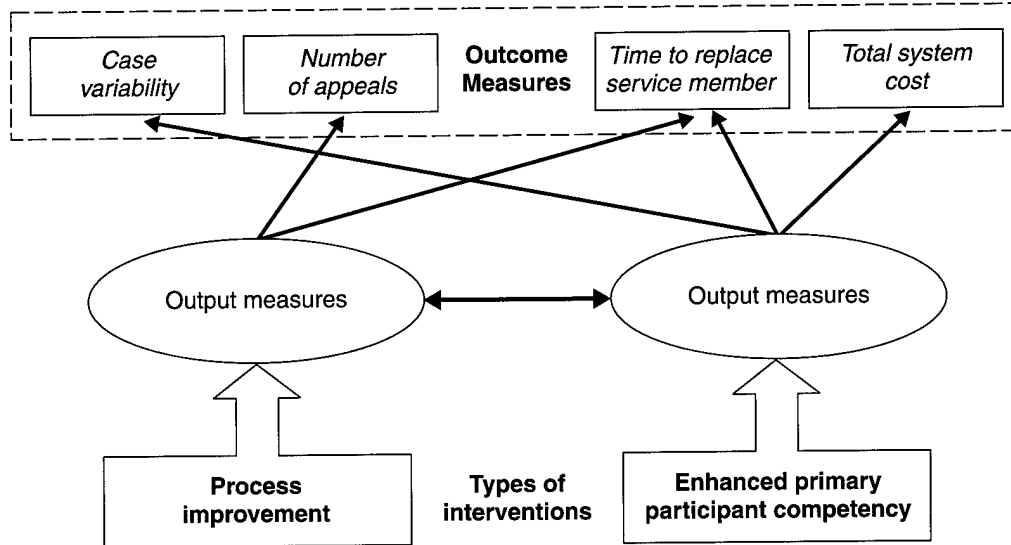 Case
variability
Number
of appeals
Outcome
Measures
Time to replace
service member
Total system
cost
Output measures
Output measures
Process
improvement
Types of
interventions
Enhanced primary
participant competency